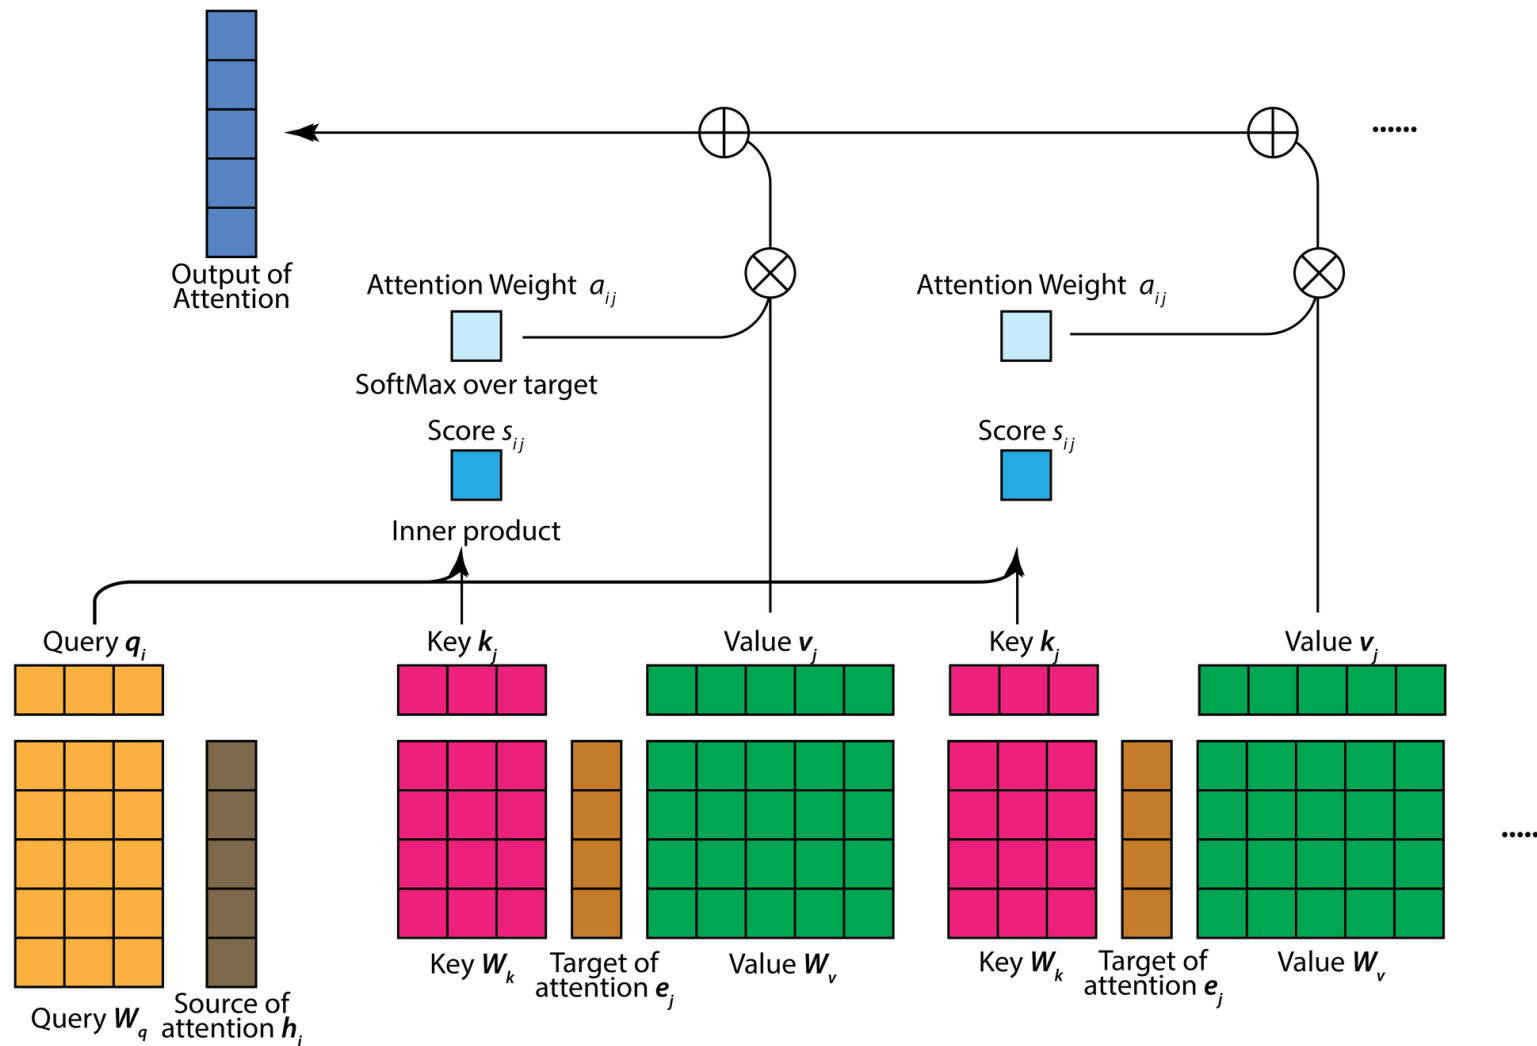 Output of
Attention
Attention Weight a_ij
Attention Weight a_ij
SoftMax over target
Score s_ij
Score s_ij
Inner product
Query q_i
Key k_j
Value v_j
Key k_j
Value v_j
Key W_k
Target of
attention e_j
Value W_v
Key W_k
Target of
attention e_j
Value W_v
Query W_q
Source of
attention h_i
......
......